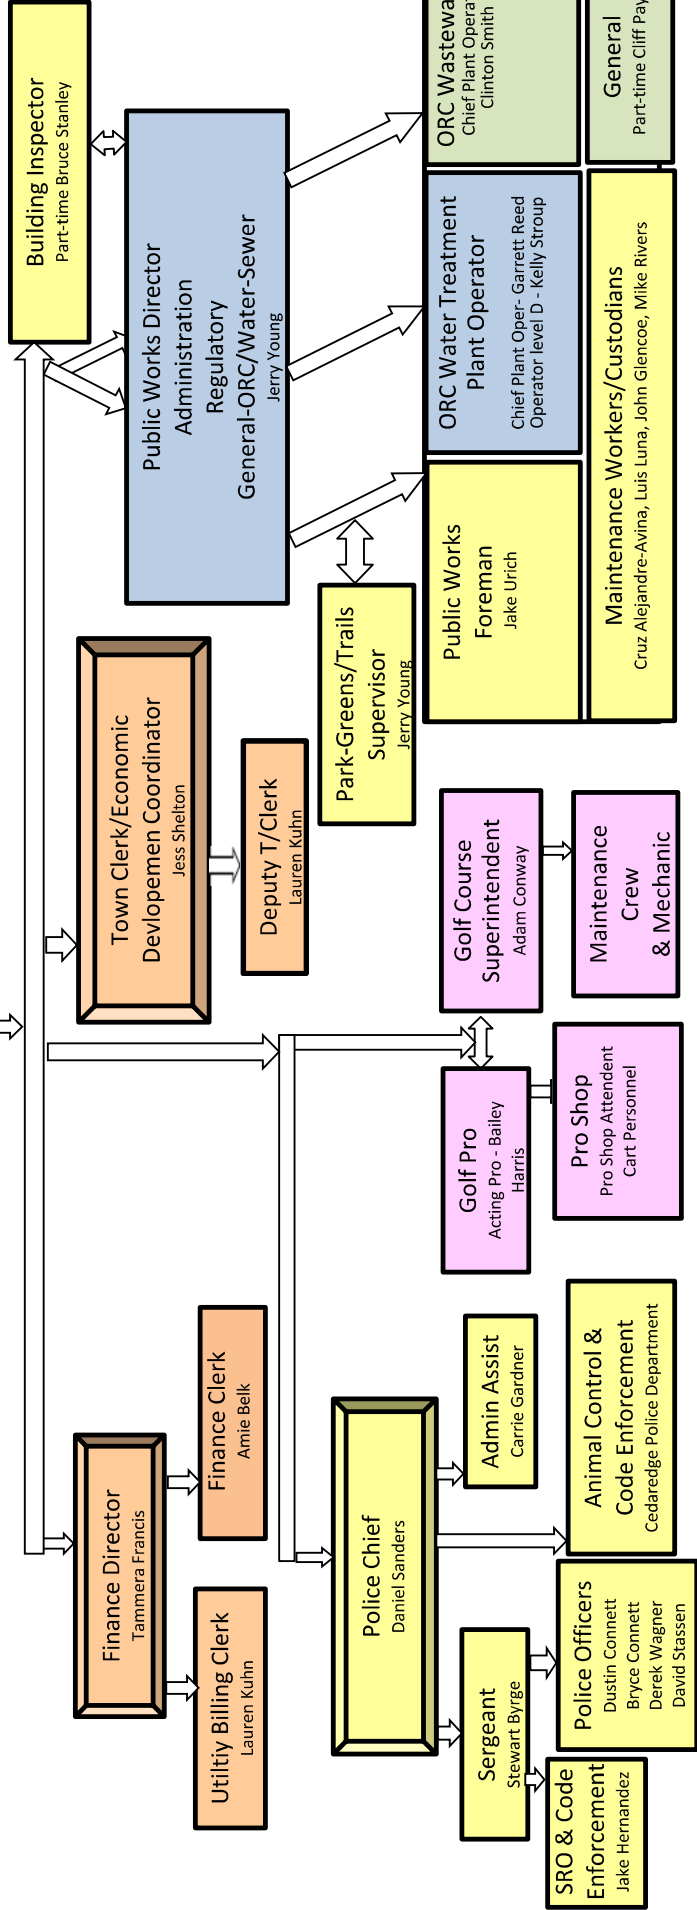 Building Inspector
Part-time Bruce Stanley
Public Works Director
Administration
Regulatory
General-ORC/Water-Sewer
Jerry Young
ORC Wastewa
Chief Plant Operat
Clinton Smith
General
Part-time Cliff Pay
ORC Water Treatment
Plant Operator
Chief Plant Oper- Garrett Reed
Operator level D - Kelly Stroup
Public Works
Foreman
Jake Urich
Maintenance Workers/Custodians
Cruz Alejandre-Avina, Luis Luna, John Glencoe, Mike Rivers
Park-Greens/Trails
Supervisor
Jerry Young
Town Clerk/Economic
Devlopemen Coordinator
Jess Shelton
Deputy T/Clerk
Lauren Kuhn
Golf Course
Superintendent
Adam Conway
Maintenance
Crew
& Mechanic
Golf Pro
Acting Pro - Bailey
Harris
Pro Shop
Pro Shop Attendent
Cart Personnel
Finance Director
Tammera Francis
Finance Clerk
Amie Belk
Utiltiy Billing Clerk
Lauren Kuhn
Police Chief
Daniel Sanders
Admin Assist
Carrie Gardner
Animal Control &
Code Enforcement
Cedaredge Police Department
Sergeant
Stewart Byrge
Police Officers
Dustin Connett
Bryce Connett
Derek Wagner
David Stassen
SRO & Code
Enforcement
Jake Hernandez